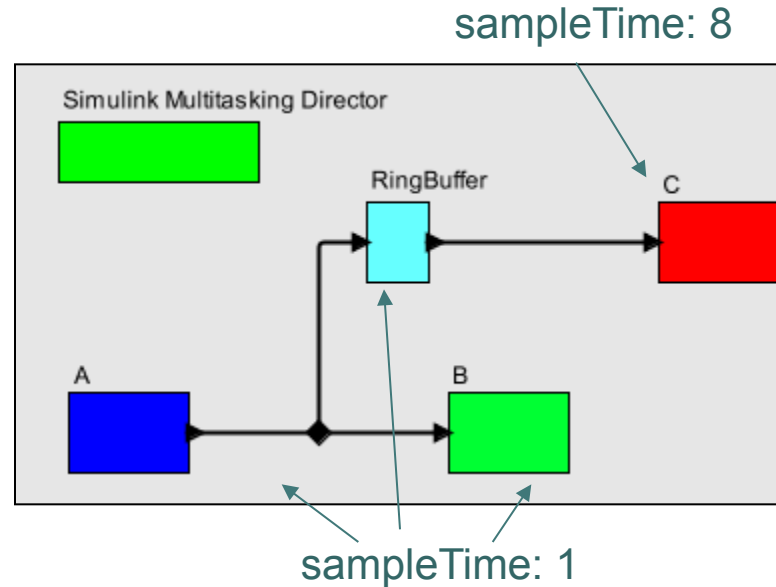 sampleTime: 8
Simulink Multitasking Director
RingBuffer
C
A
B
sampleTime: 1